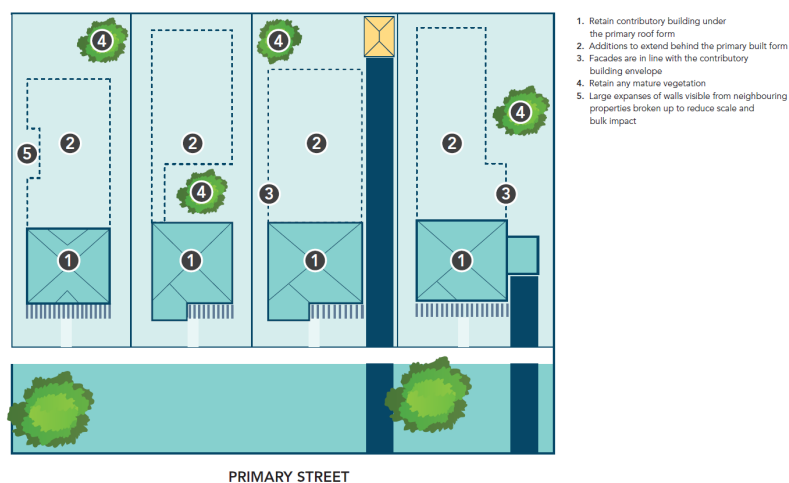 1. Retain contributory building under
the primary roof form
2. Additions to extend behind the primary built form
3. Facades are in line with the contributory
building envelope
4. Retain any mature vegetation
5. Large expanses of walls visible from neighbouring
properties broken up to reduce scale and
bulk impact
4
4
4
5
2
2
2
2
4
3
3
1
1
1
1
PRIMARY STREET